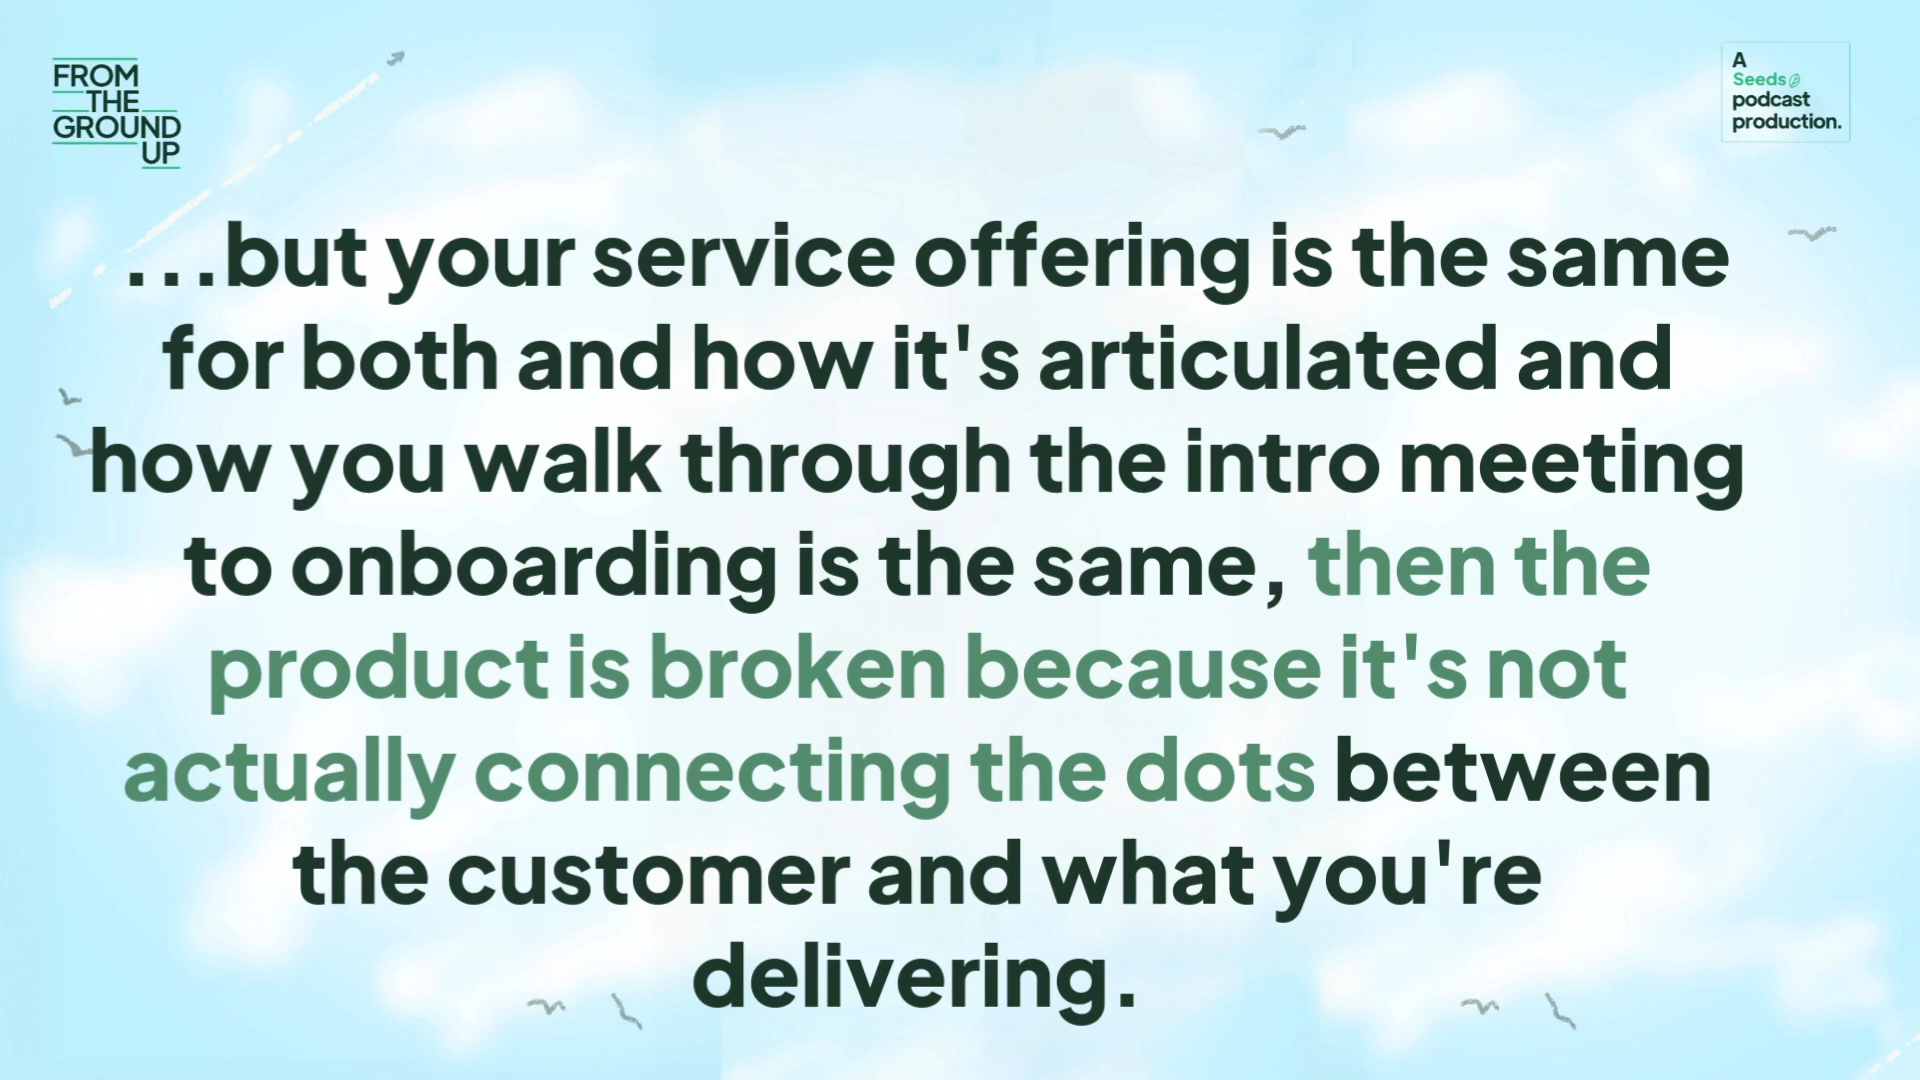 FROM
THE
GROUND
UP
A
Seeds
podcast
production.
...but your service offering is the same
for both and how it's articulated and
how you walk through the intro meeting
to onboarding is the same, then the
product is broken because it's not
actually connecting the dots between
the customer and what you're
delivering.